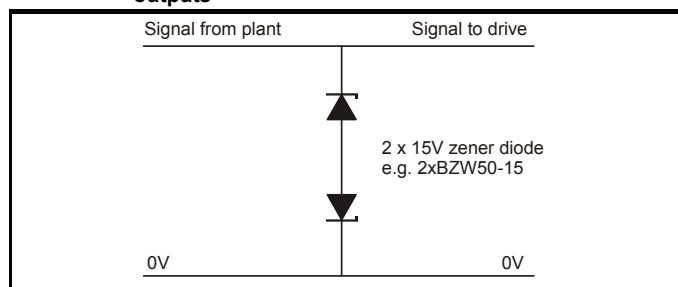 outputs
Signal from plant
Signal to drive
2 x 15V zener diode
e.g. 2xBZW50-15
0V
0V